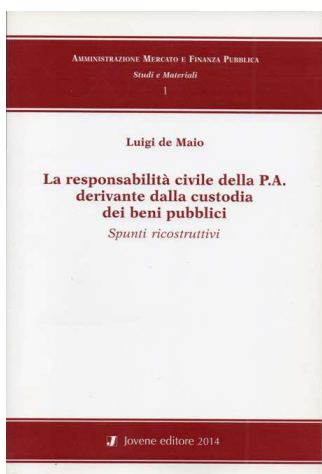 Amministrazione Mercato e Finanza Pubblica
Studi e Materiali
1
Luigi de Maio
La responsabilità civile della P.A.
derivante dalla custodia
dei beni pubblici
Spunti ricostruttivi
J Jovene editore 2014